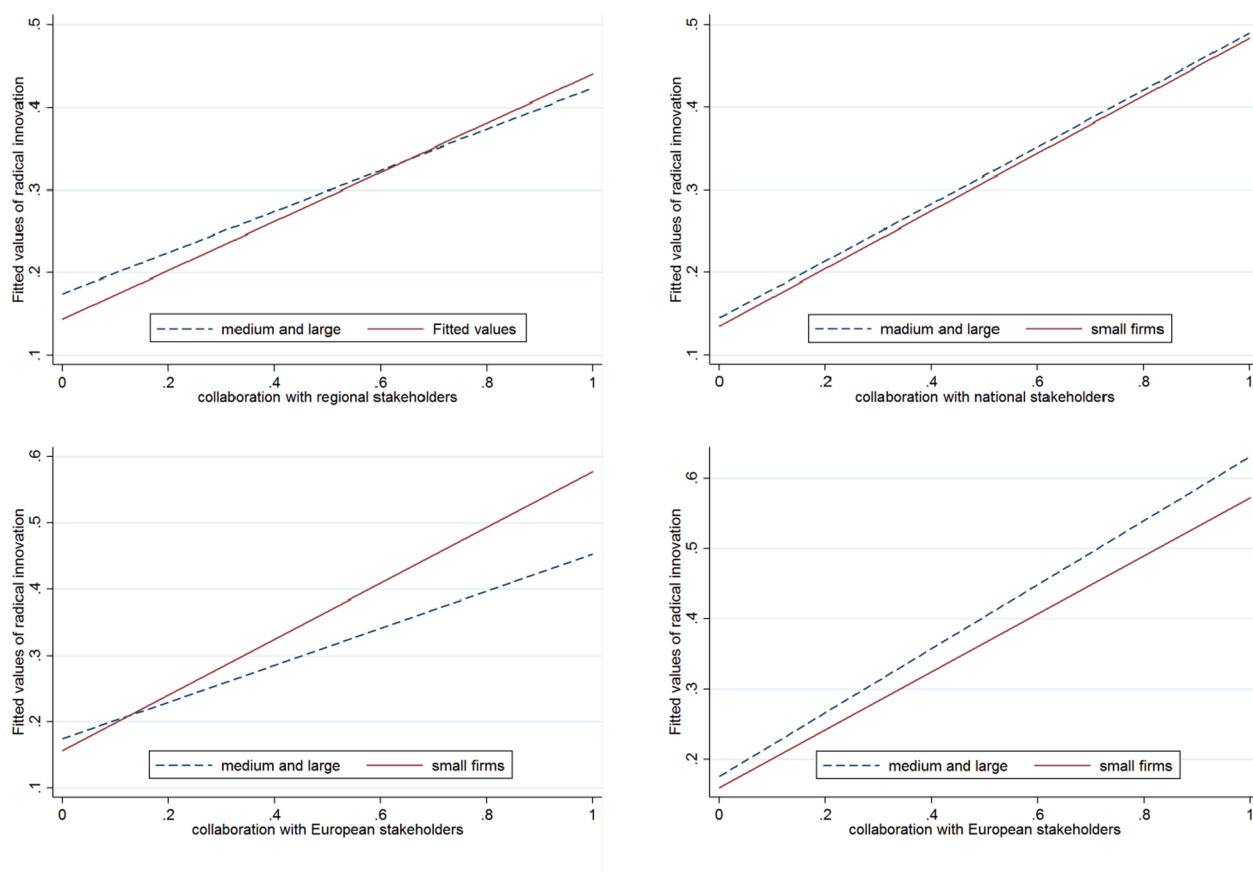 Fitted values of radical innovation
.5
.4
.3
.2
.1
medium and large Fitted values
0 .2 .4 .6 .8 1
collaboration with regional stakeholders
Fitted values of radical innovation
.5
.4
.3
.2
.1
madium and large small firms
0 .2 .4 .6 .8 1
collaboration with national stakeholders
Fitted values of radical innovation
.6
.5
.4
.3
.2
.1
medium and large small firms
0 .2 .4 .6 .8 1
collaboration with European stakeholders
Fitted values of radical innovation
.6
.5
.4
.3
.2
medium and large small firms
0 .2 .4 .6 .8 1
collaboration with European stakeholders